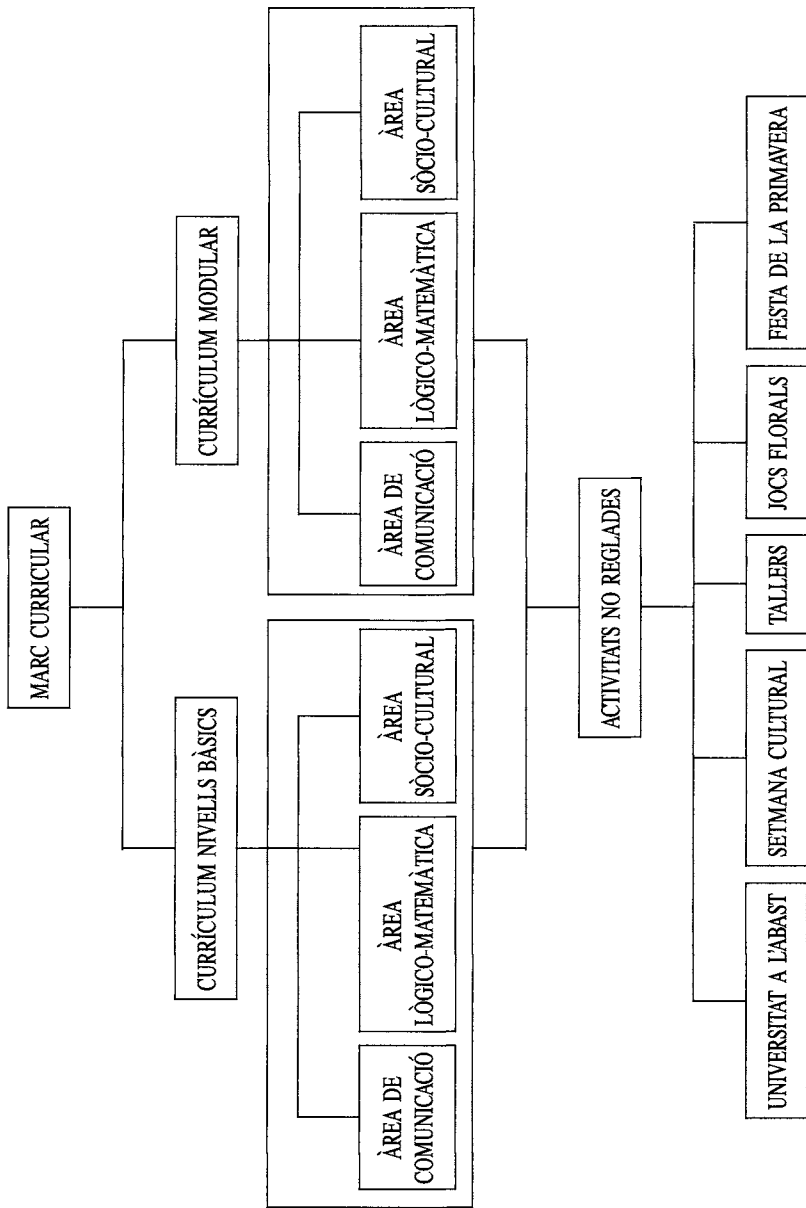 MARC CURRICULAR
CURRÍCULUM NIVELLS BÀSICS
CURRÍCULUM MODULAR
ÀREA DE
COMUNICACIÓ
ÀREA
LÒGICO-MATEMÀTICA
ÀREA
SÒCIO-CULTURAL
ÀREA DE
COMUNICACIÓ
ÀREA
LÒGICO-MATEMÀTICA
ÀREA
SÒCIO-CULTURAL
ACTIVITATS NO REGLADES
UNIVERSITAT A L'ABAST
SETMANA CULTURAL
TALLERS
JOCS FLORALS
FESTA DE LA PRIMAVERA